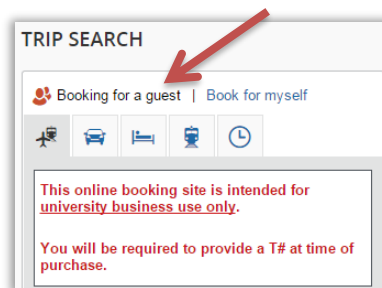 TRIP SEARCH
Booking for a guest | Book for myself
This online booking site is intended for
university business use only.
You will be required to provide a T# at time of
purchase.